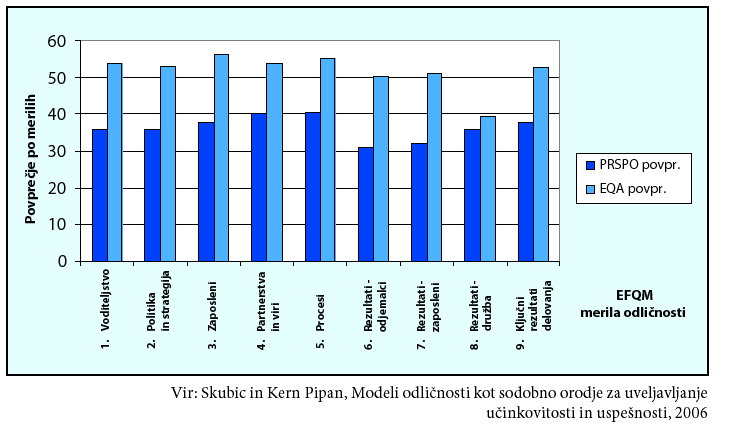 60
50
40
30
20
10
0
Povprečje po merilih
1. Voditeljstvo
2. Politika
in strategija
3. Zaposleni
4. Partnerstva
in viri
5. Procesi
6. Rezultati -
odjemalci
7. Rezultati-
zaposleni
8. Rezultati-
družba
9. Ključni
rezultati
delovanja
PRSPO povpr.
EQA povpr.
EFQM
merila odličnosti
Vir: Skubic in Kern Pipan, Modeli odličnosti kot sodobno orodje za uveljavljanje
učinkovitosti in uspešnosti, 2006